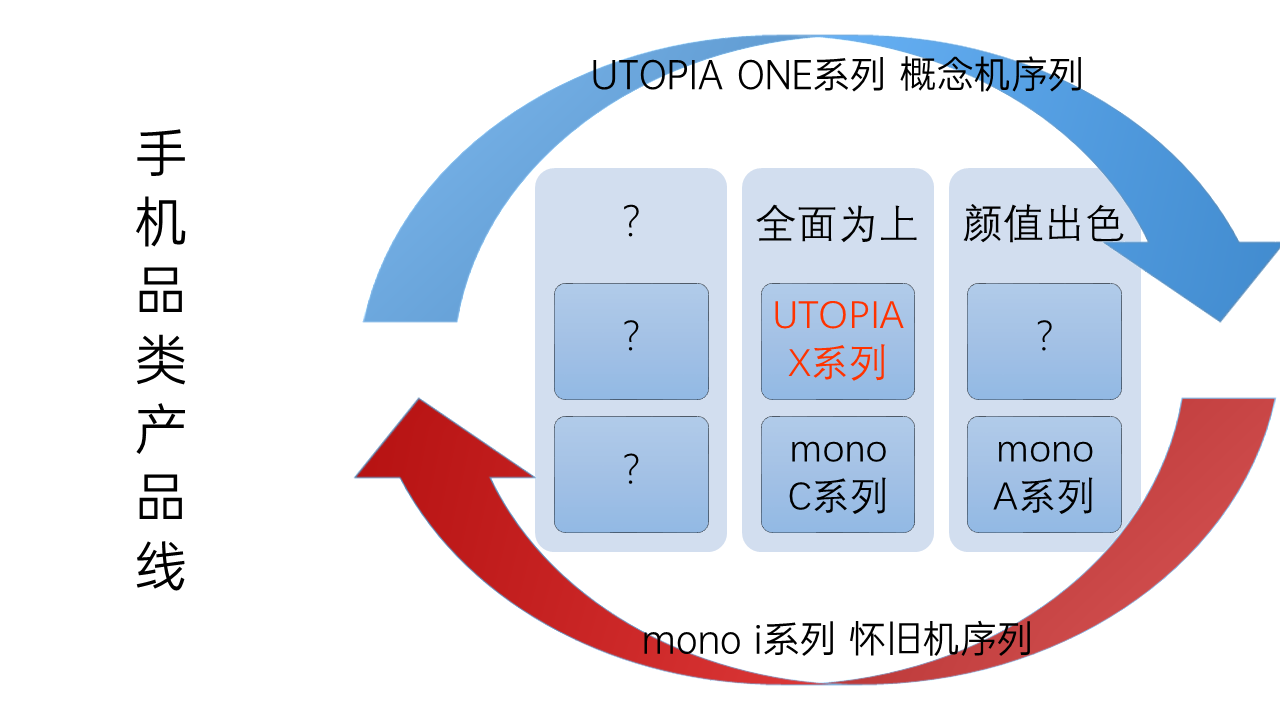 手机品类产品线
UTOPIA ONE系列 概念机序列
？
全面为上
颜值出色
？
UTOPIA
X系列
？
？
mono
C系列
mono
A系列
mono i系列 怀旧机序列